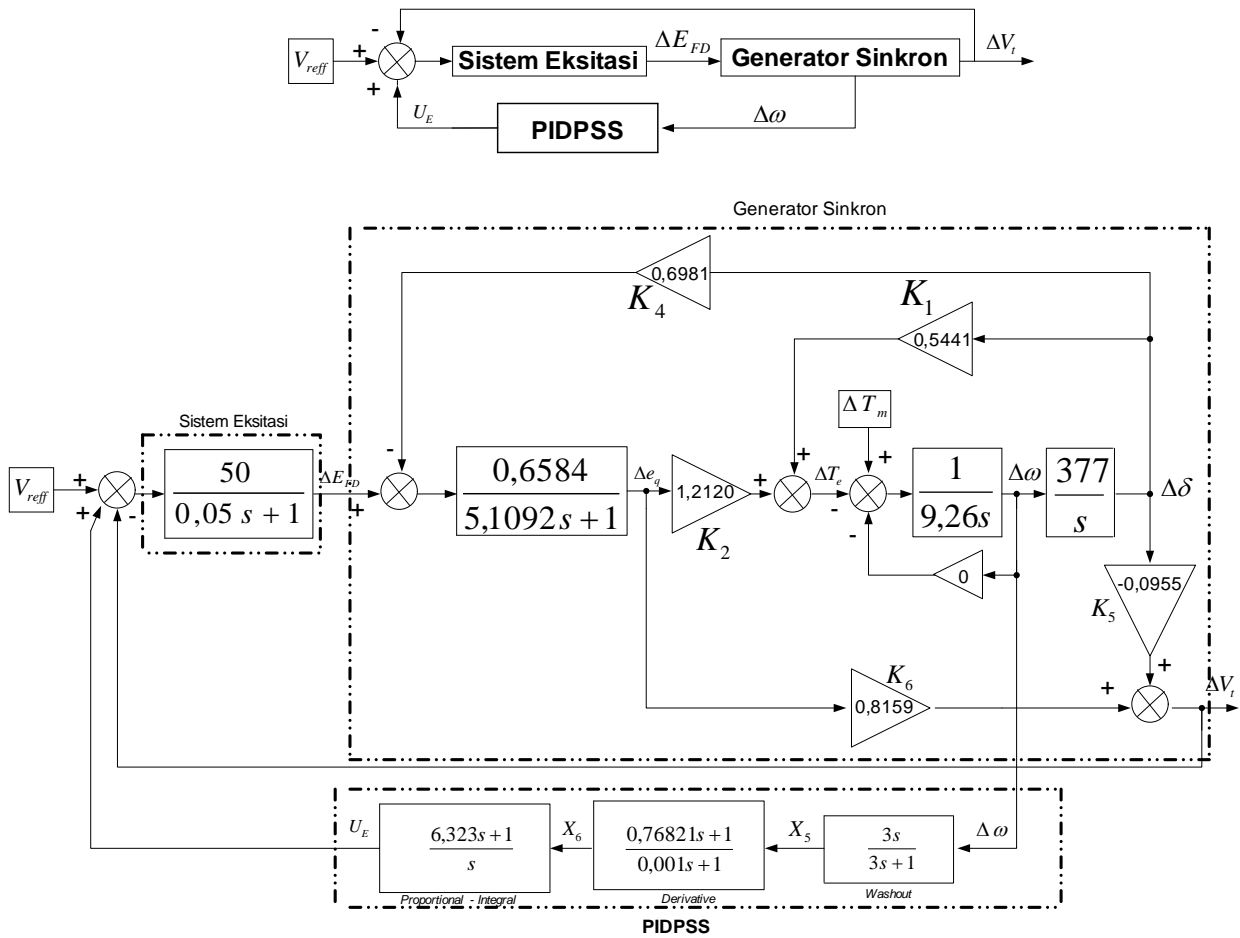 -
V_reff
+
+
Sistem Eksitasi
ΔE_FD
Generator Sinkron
ΔV_t
U_E
PIDPSS
Δω
Generator Sinkron
0,6981
K_4
K_1
0,5441
Sistem Eksitasi
ΔT_m
V_reff
+
+
-
50
0,05 s + 1
ΔE_FD
-
+
0,6584
5,1092 s + 1
Δe_q
1,2120
K_2
+
+
ΔT_e
+
-
-
1
9,26s
Δω
377
s
Δδ
0
-0,0955
K_5
K_6
0,8159
+
+
ΔV_t
U_E
6,323s + 1
s
X_6
0,76821s + 1
0,001s + 1
X_5
3s
3s + 1
Δω
Proportional - Integral
Derivative
Washout
PIDPSS